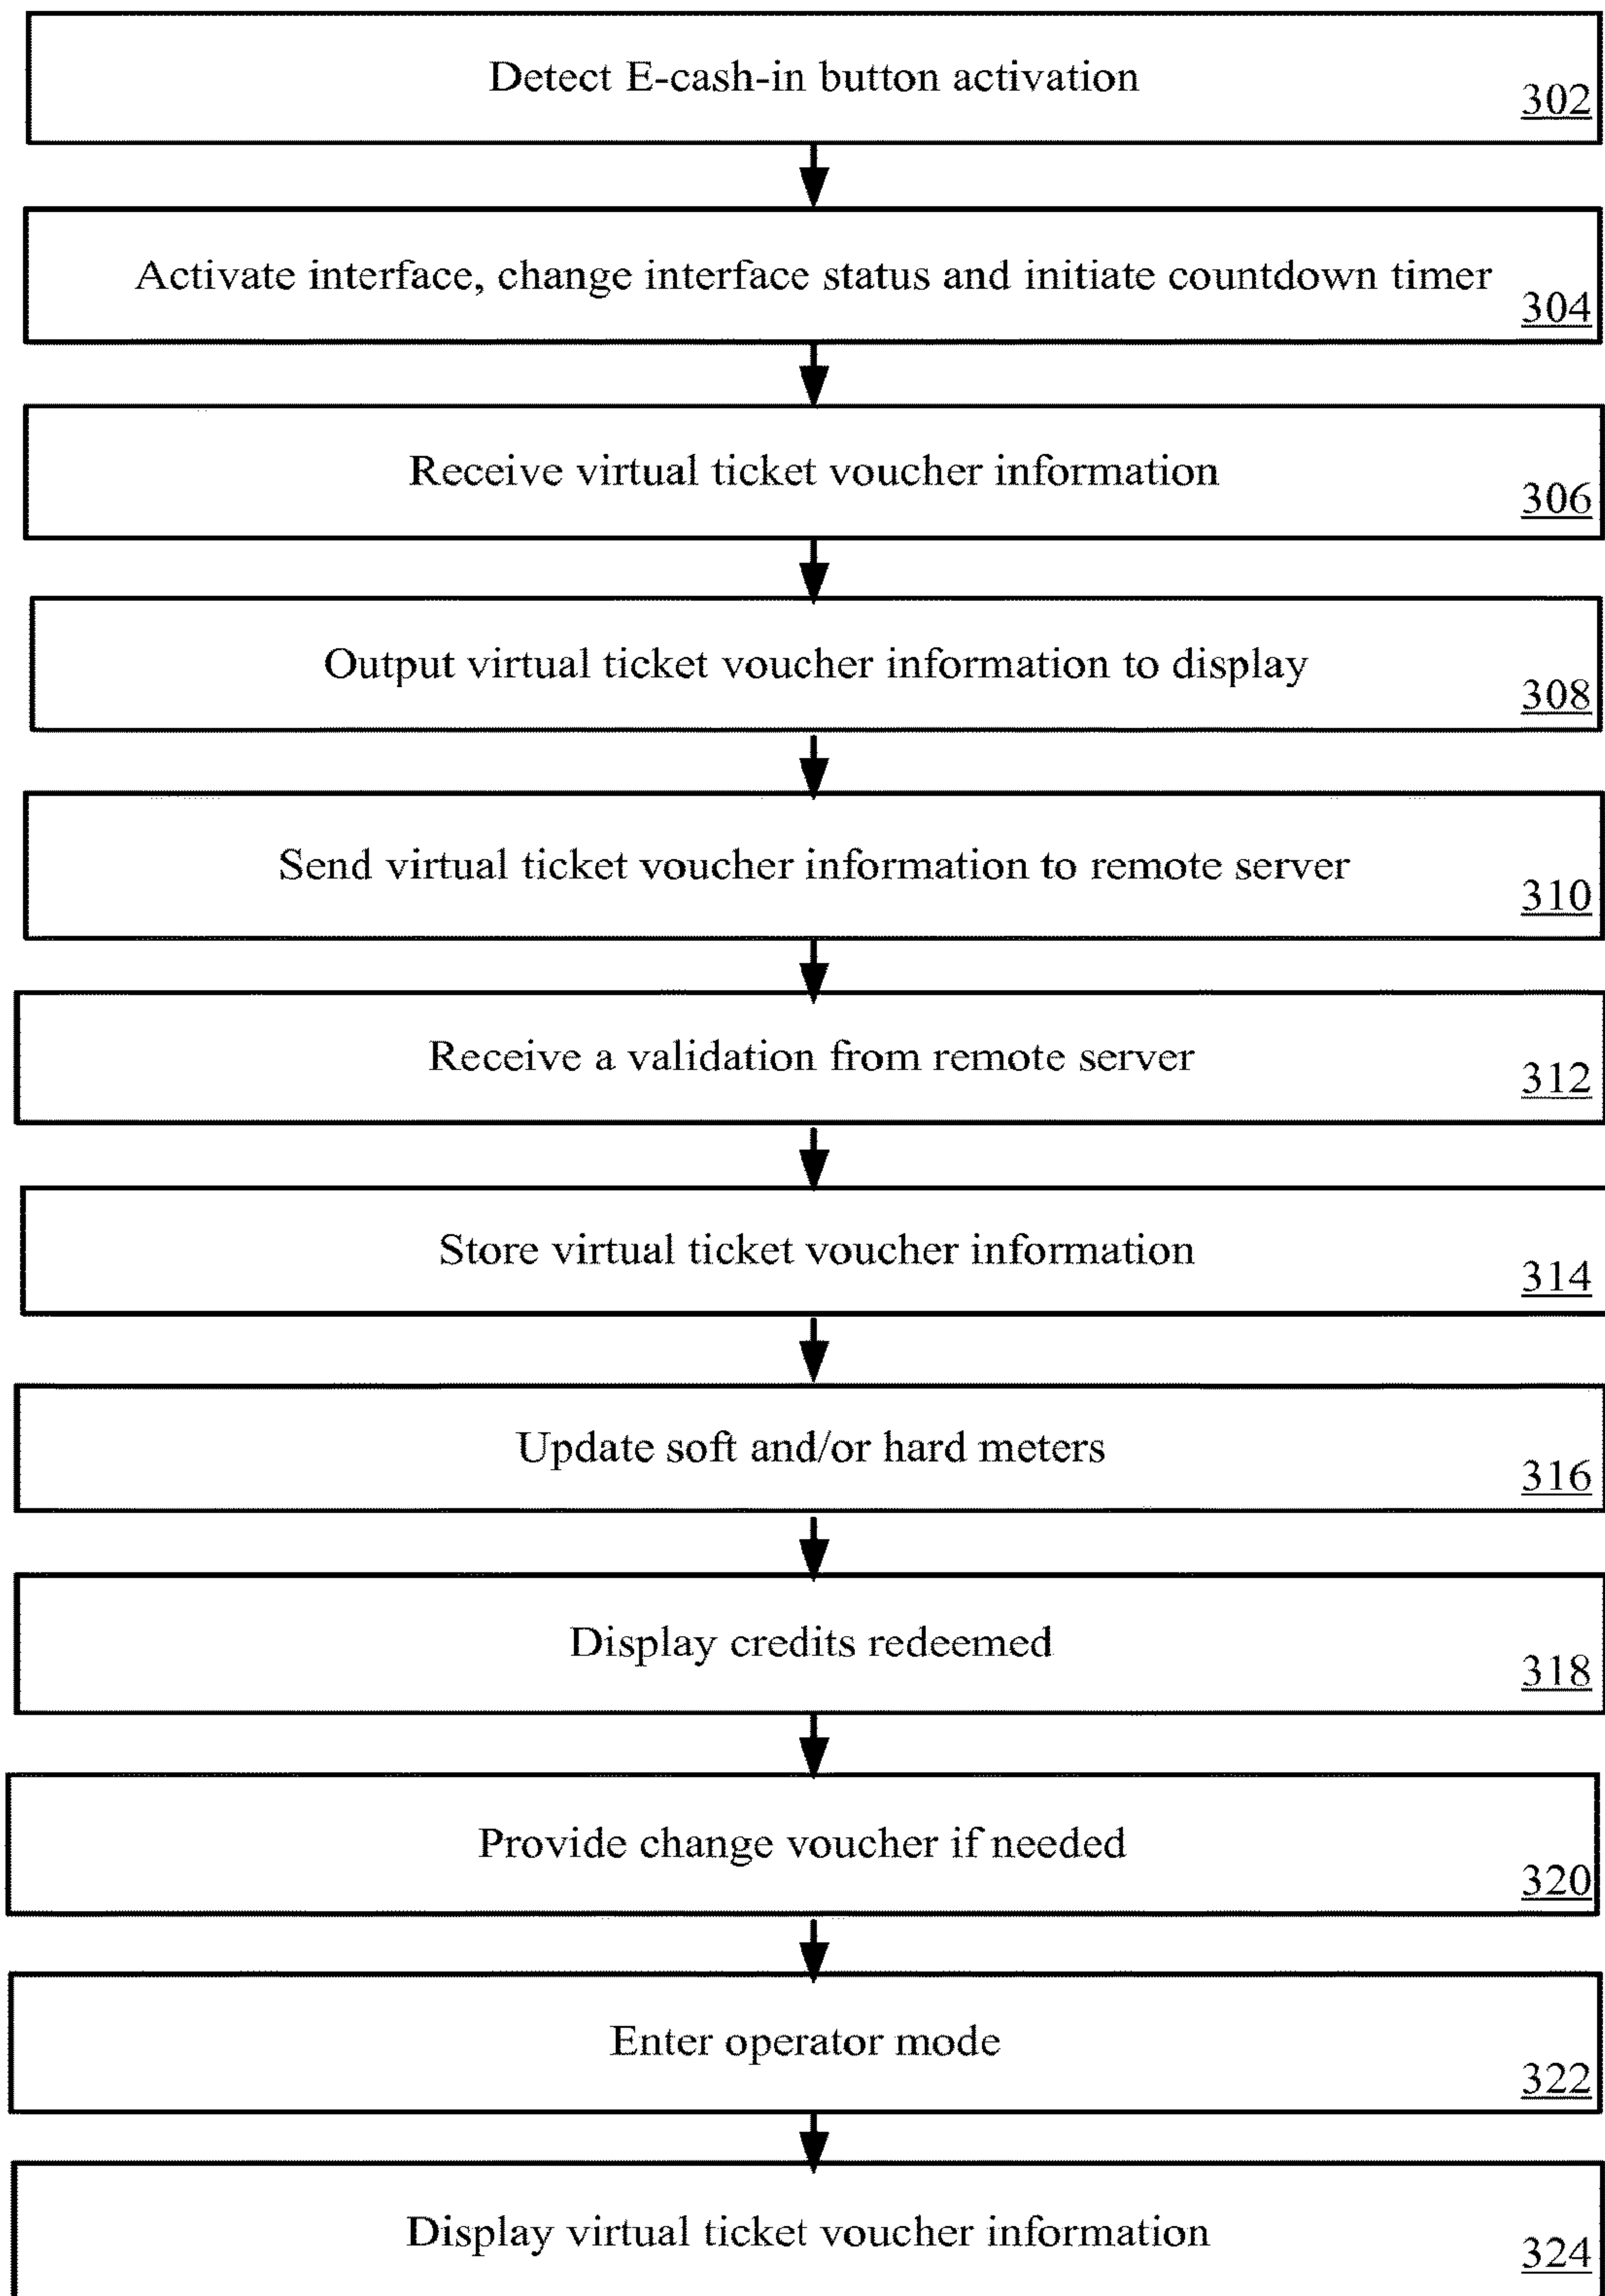 Detect E-cash-in button activation
302
Activate interface, change interface status and initiate countdown timer
304
Receive virtual ticket voucher information
306
Output virtual ticket voucher information to display
308
Send virtual ticket voucher information to remote server
310
Receive a validation from remote server
312
Store virtual ticket voucher information
314
Update soft and/or hard meters
316
Display credits redeemed
318
Provide change voucher if needed
320
Enter operator mode
322
Display virtual ticket voucher information
324